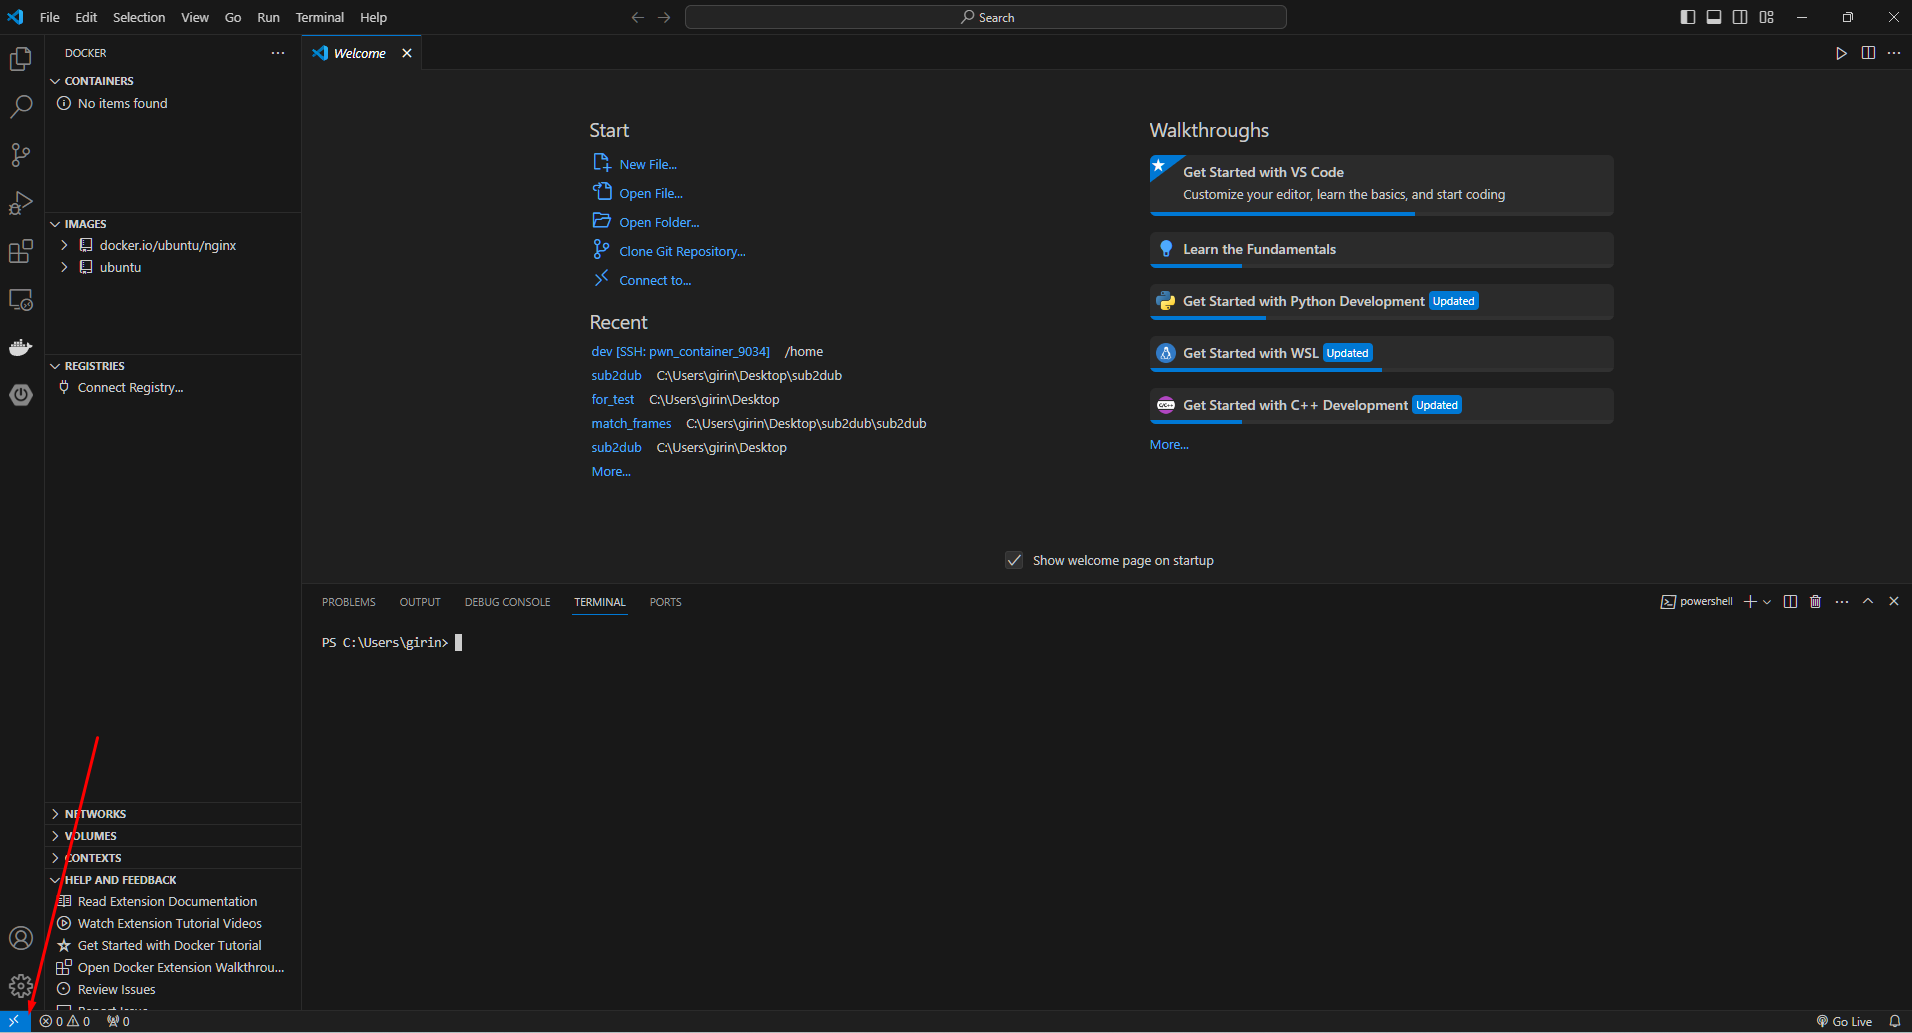 File Edit Selection View Go Run Terminal Help
Search
DOCKER
Welcome
CONTAINERS
No items found
IMAGES
docker.io/ubuntu/nginx
ubuntu
REGISTRIES
Connect Registry...
NETWORKS
VOLUMES
CONTEXTS
HELP AND FEEDBACK
Read Extension Documentation
Watch Extension Tutorial Videos
Get Started with Docker Tutorial
Open Docker Extension Walkthrou...
Review Issues
Report Issue
Start
New File...
Open File...
Open Folder...
Clone Git Repository...
Connect to...
Recent
dev [SSH: pwn_container_9034] /home
sub2dub C:\Users\girin\Desktop\sub2dub
for_test C:\Users\girin\Desktop
match_frames C:\Users\girin\Desktop\sub2dub\sub2dub
sub2dub C:\Users\girin\Desktop
More...
Walkthroughs
Get Started with VS Code
Customize your editor, learn the basics, and start coding
Learn the Fundamentals
Get Started with Python Development Updated
Get Started with WSL Updated
Get Started with C++ Development Updated
More...
Show welcome page on startup
PROBLEMS OUTPUT DEBUG CONSOLE TERMINAL PORTS
powershell
PS C:\Users\girin>
0 0 0
Go Live